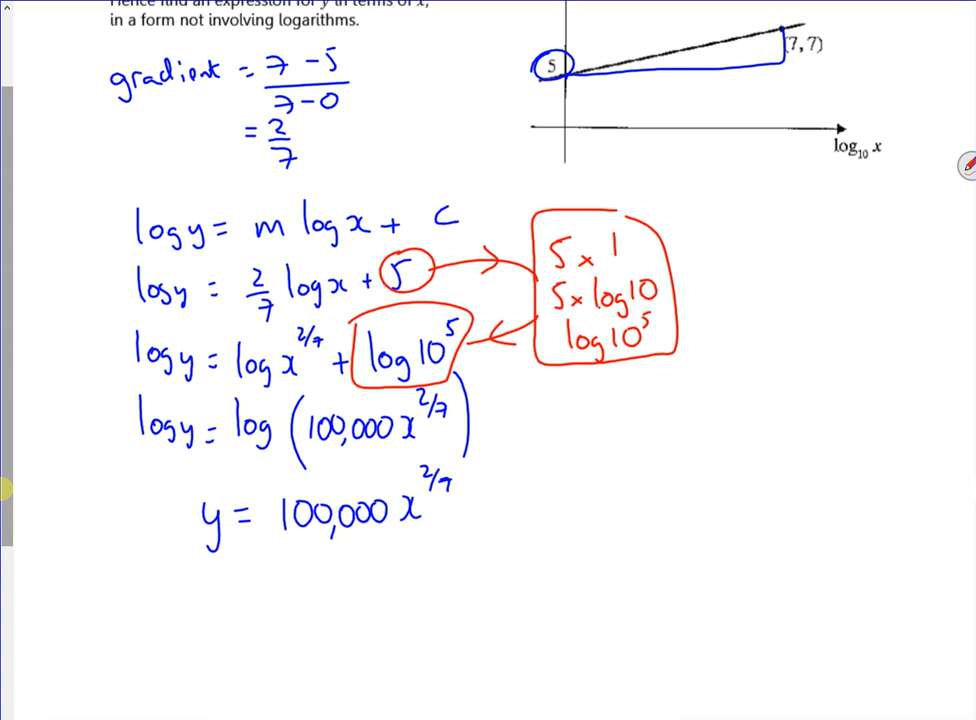 in a form not involving logarithms.
5
(7, 7)
log₁₀ x
gradient = 7 - 5 / 7 - 0
= 2/7
log y = m log x + c
log y = 2/7 log x + 5
log y = log x^2/7 + log 10^5
log y = log (100,000 x^2/7)
y = 100,000 x^2/7
5 × 1
5 × log 10
log 10^5